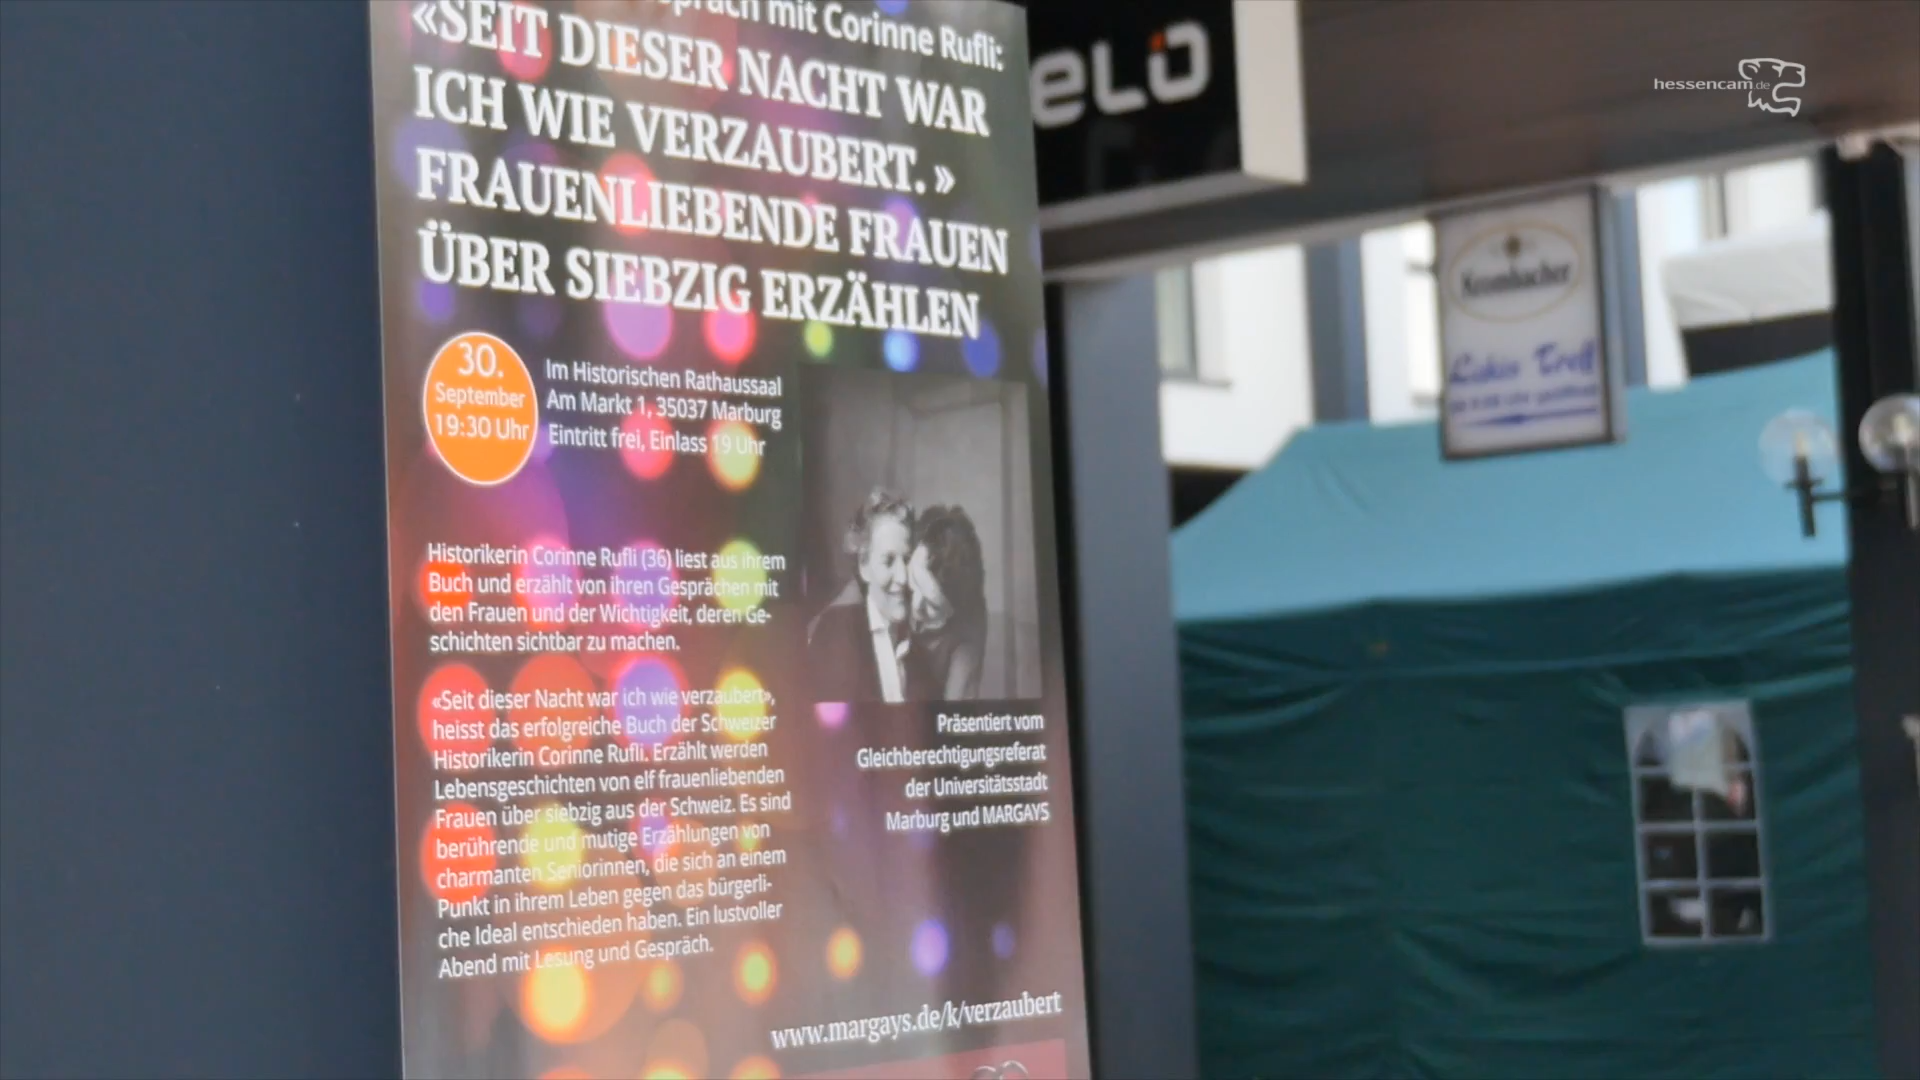 spräch mit Corinne Rufli:
«SEIT DIESER NACHT WAR
ICH WIE VERZAUBERT. »
FRAUENLIEBENDE FRAUEN
ÜBER SIEBZIG ERZÄHLEN
30.
September
19:30 Uhr
Im Historischen Rathaussaal
Am Markt 1, 35037 Marburg
Eintritt frei, Einlass 19 Uhr
Historikerin Corinne Rufli (36) liest aus ihrem
Buch und erzählt von ihren Gesprächen mit
den Frauen und der Wichtigkeit, deren Ge-
schichten sichtbar zu machen.
«Seit dieser Nacht war ich wie verzaubert»,
heisst das erfolgreiche Buch der Schweizer
Historikerin Corinne Rufli. Erzählt werden
Lebensgeschichten von elf frauenliebenden
Frauen über siebzig aus der Schweiz. Es sind
berührende und mutige Erzählungen von
charmanten Seniorinnen, die sich an einem
Punkt in ihrem Leben gegen das bürgerli-
che Ideal entschieden haben. Ein lustvoller
Abend mit Lesung und Gespräch.
Präsentiert vom
Gleichberechtigungsreferat
der Universitätsstadt
Marburg und MARGAYS
www.margays.de/k/verzaubert
eLO
hessencam.de
Krombacher
Treff